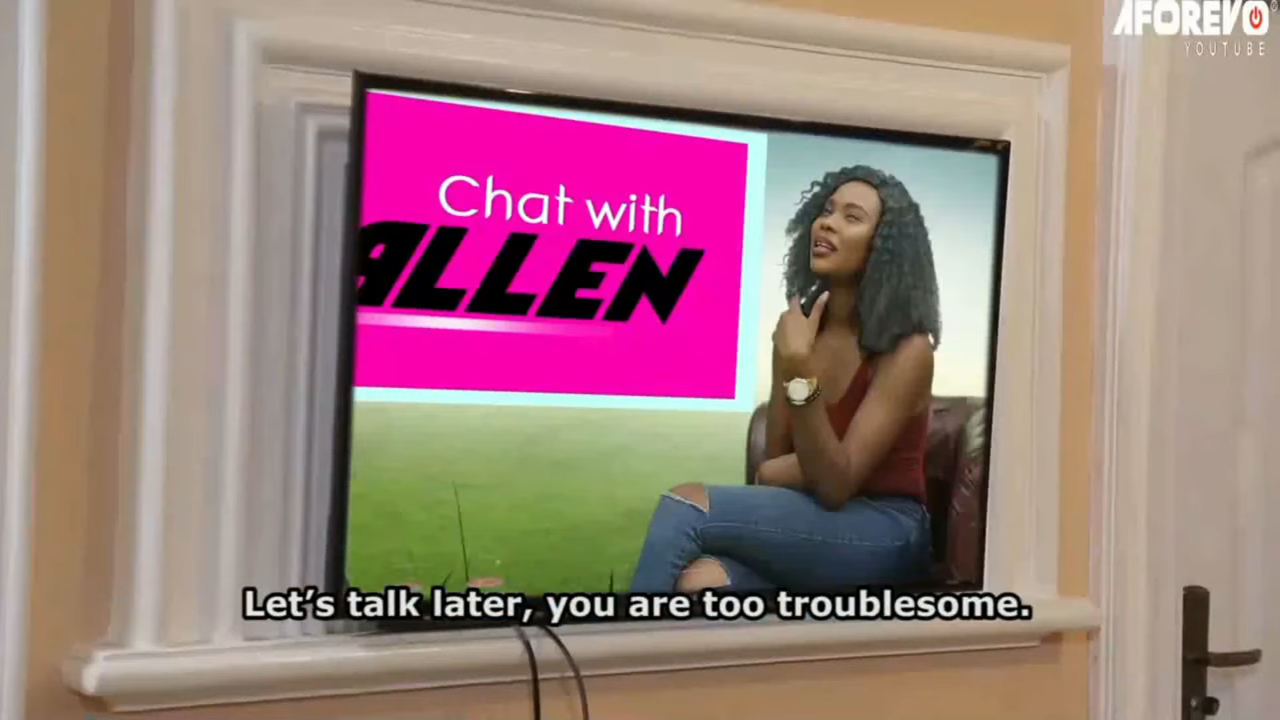 AFOREVO
YOUTUBE
Chat with
ALLEN
Let's talk later, you are too troublesome.